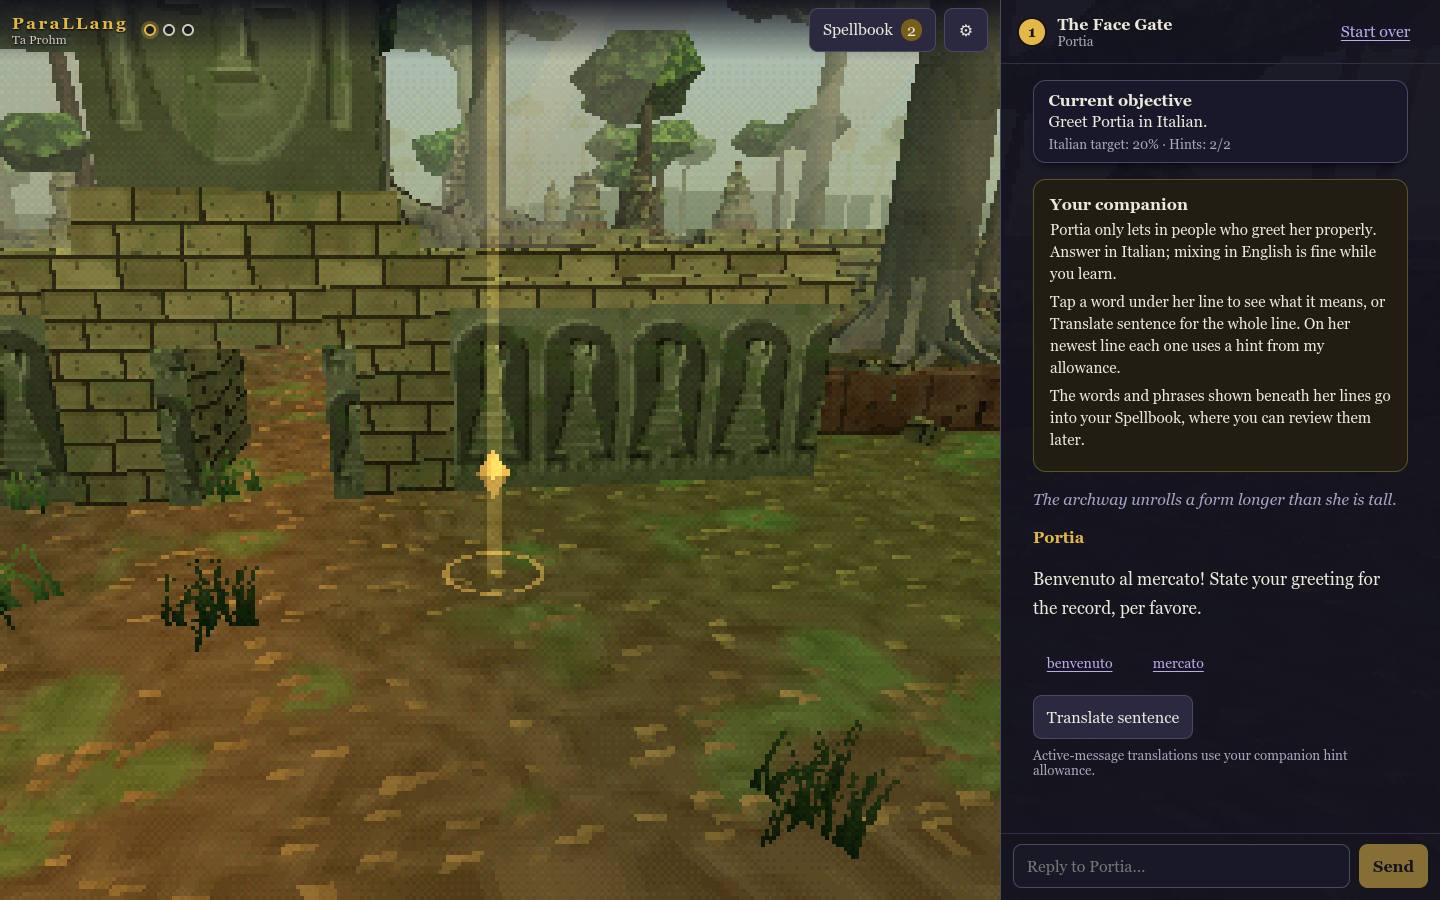 ParaLLang
Ta Prohm
Spellbook 2
⚙
1
The Face Gate
Portia
Start over
Current objective
Greet Portia in Italian.
Italian target: 20% · Hints: 2/2
Your companion
Portia only lets in people who greet her properly.
Answer in Italian; mixing in English is fine while
you learn.
Tap a word under her line to see what it means, or
Translate sentence for the whole line. On her
newest line each one uses a hint from my
allowance.
The words and phrases shown beneath her lines go
into your Spellbook, where you can review them
later.
The archway unrolls a form longer than she is tall.
Portia
Benvenuto al mercato! State your greeting for
the record, per favore.
benvenuto mercato
Translate sentence
Active-message translations use your companion hint
allowance.
Reply to Portia...
Send